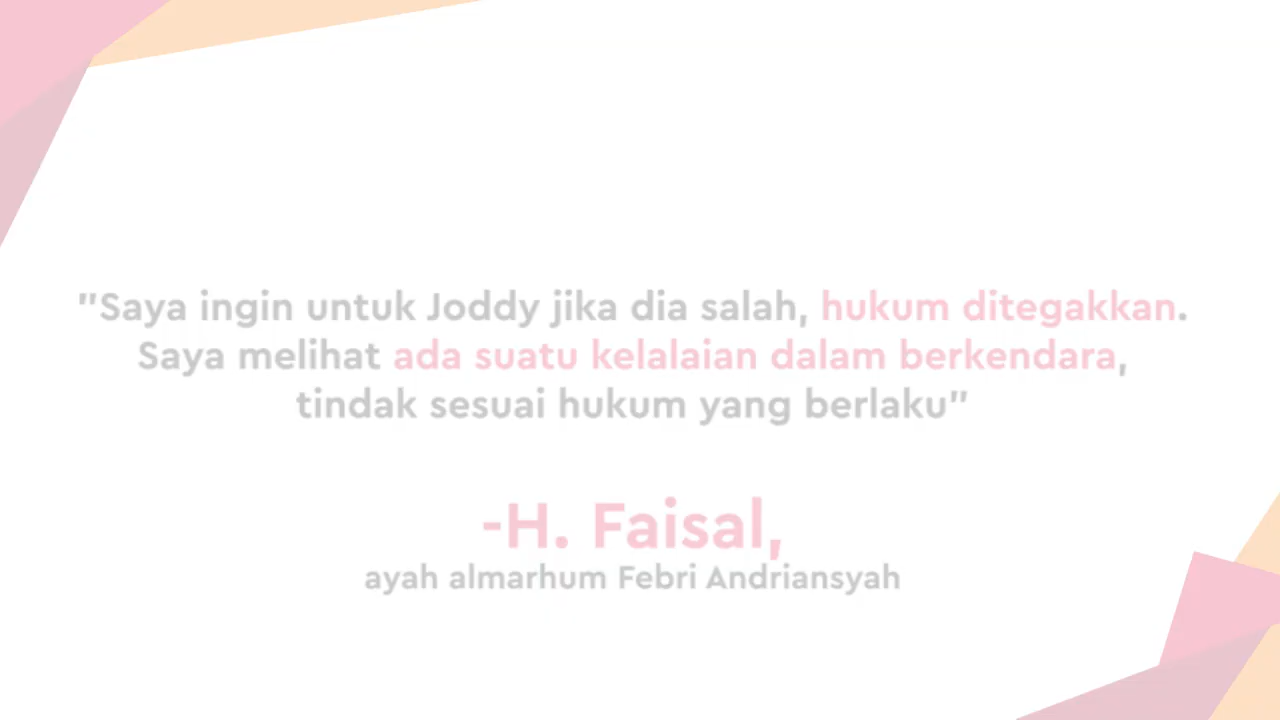 "Saya ingin untuk Joddy jika dia salah, hukum ditegakkan.
Saya melihat ada suatu kelalaian dalam berkendara,
tindak sesuai hukum yang berlaku"
-H. Faisal,
ayah almarhum Febri Andriansyah